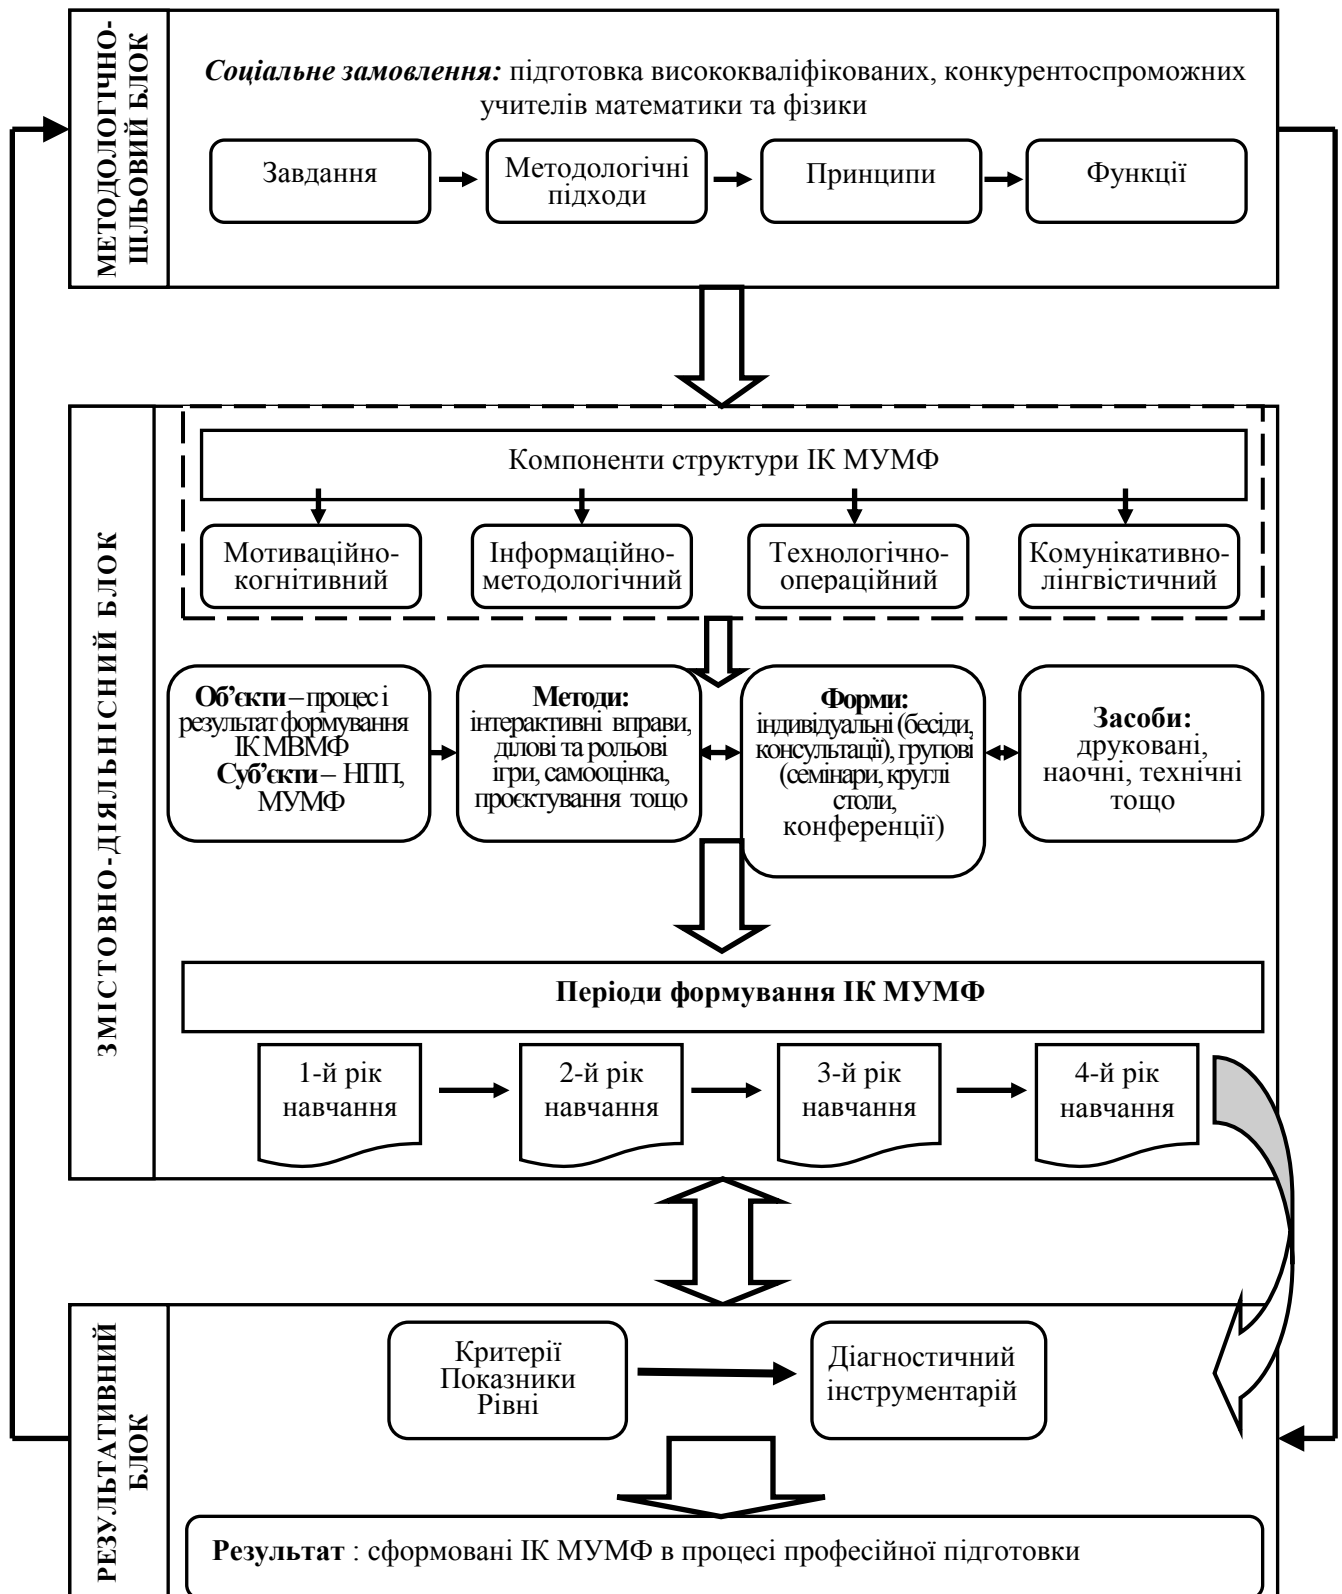 МЕТОДОЛОГІЧНО-
ШЛЬОВИЙ БЛОК
Соціальне замовлення: підготовка висококваліфікованих, конкурентоспроможних
учителів математики та фізики
Завдання
Методологічні
підходи
Принципи
Функції
ЗМІСТОВНО-ДІЯЛЬНІСНИЙ БЛОК
Компоненти структури ІК МУМФ
Мотиваційно-
когнітивний
Інформаційно-
методологічний
Технологічно-
операційний
Комунікативно-
лінгвістичний
Об’єкти – процес і
результат формування
ІК МВМФ
Суб’єкти – НПП,
МУМФ
Методи:
інтерактивні вправи,
ділові та рольові
ігри, самооцінка,
проєктування тощо
Форми:
індивідуальні (бесіди,
консультації), групові
(семінари, круглі
столи,
конференції)
Засоби:
друковані,
наочні, технічні
тощо
Періоди формування ІК МУМФ
1-й рік
навчання
2-й рік
навчання
3-й рік
навчання
4-й рік
навчання
РЕЗУЛЬТАТИВНИЙ
БЛОК
Критерії
Показники
Рівні
Діагностичний
інструментарій
Результат : сформовані ІК МУМФ в процесі професійної підготовки